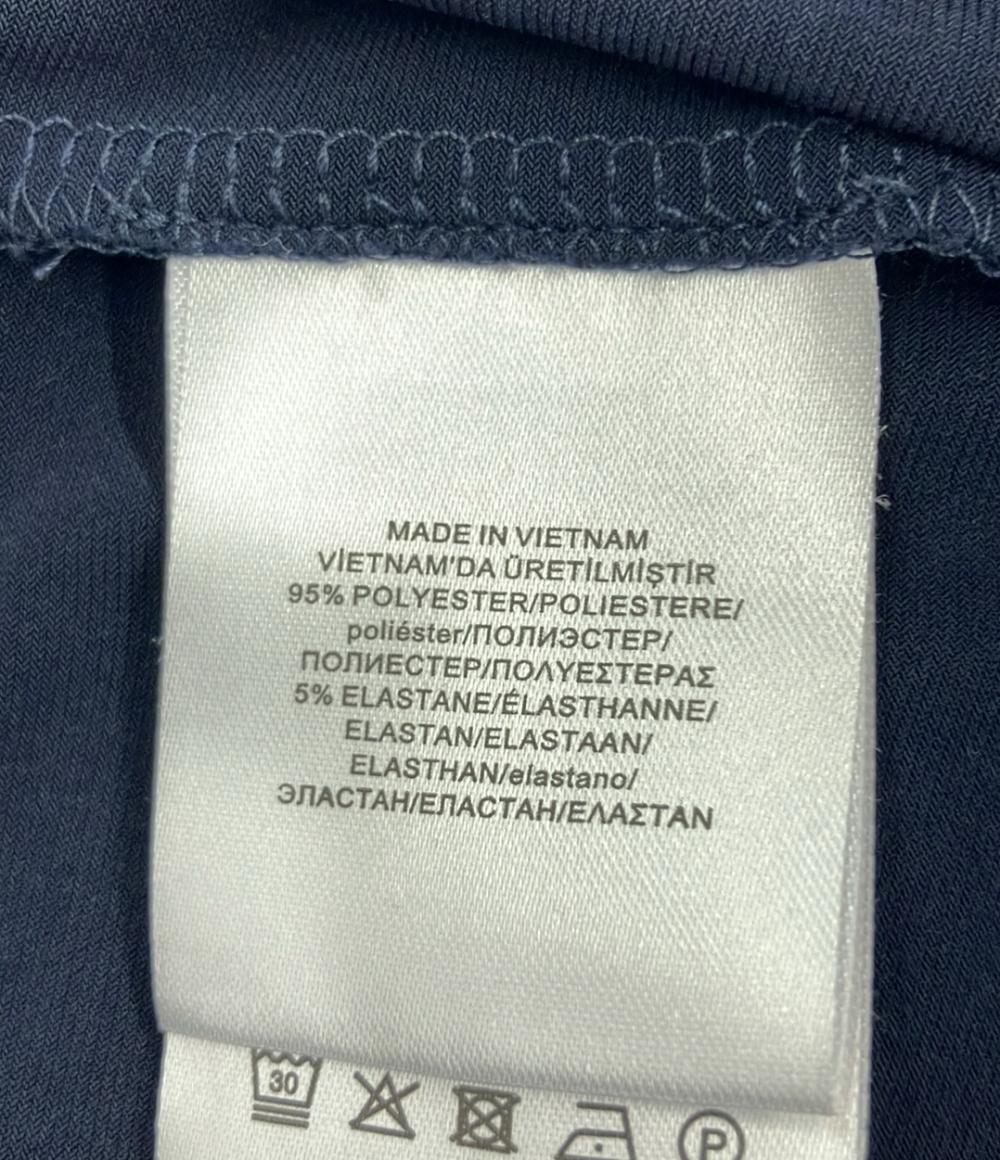 MADE IN VIETNAM
VİETNAM'DA ÜRETİLMİŞTİR
95% POLYESTER/POLIESTERE/
poliéster/ПОЛИЭСТЕР/
ПОЛИЕСТЕР/ΠΟΛΥΕΣΤΕΡΑΣ
5% ELASTANE/ÉLASTHANNE/
ELASTAN/ELASTAAN/
ELASTHAN/elastano/
ЭЛАСТАН/ЕЛАСТАН/ΕΛΑΣΤΑΝ
30
P